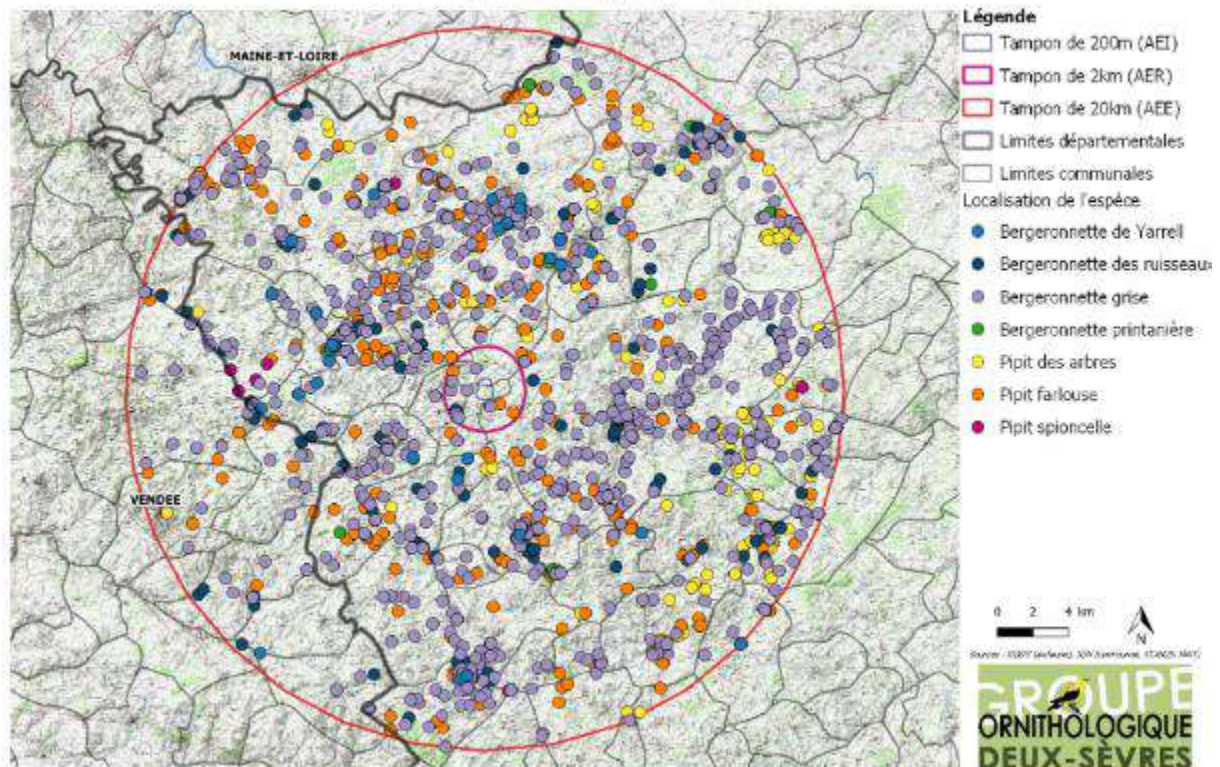 MAINE-ET-LOIRE
VENDEE
Légende
Tampon de 200m (AEI)
Tampon de 2km (AER)
Tampon de 20km (AEE)
Limites départementales
Limites communales
Localisation de l'espèce
Bergeronnette de Yarrell
Bergeronnette des ruisseaux
Bergeronnette grise
Bergeronnette printanière
Pipit des arbres
Pipit farlouse
Pipit spioncelle
0 2 4 km
N
GROUPE
ORNITHOLOGIQUE
DEUX-SÈVRES